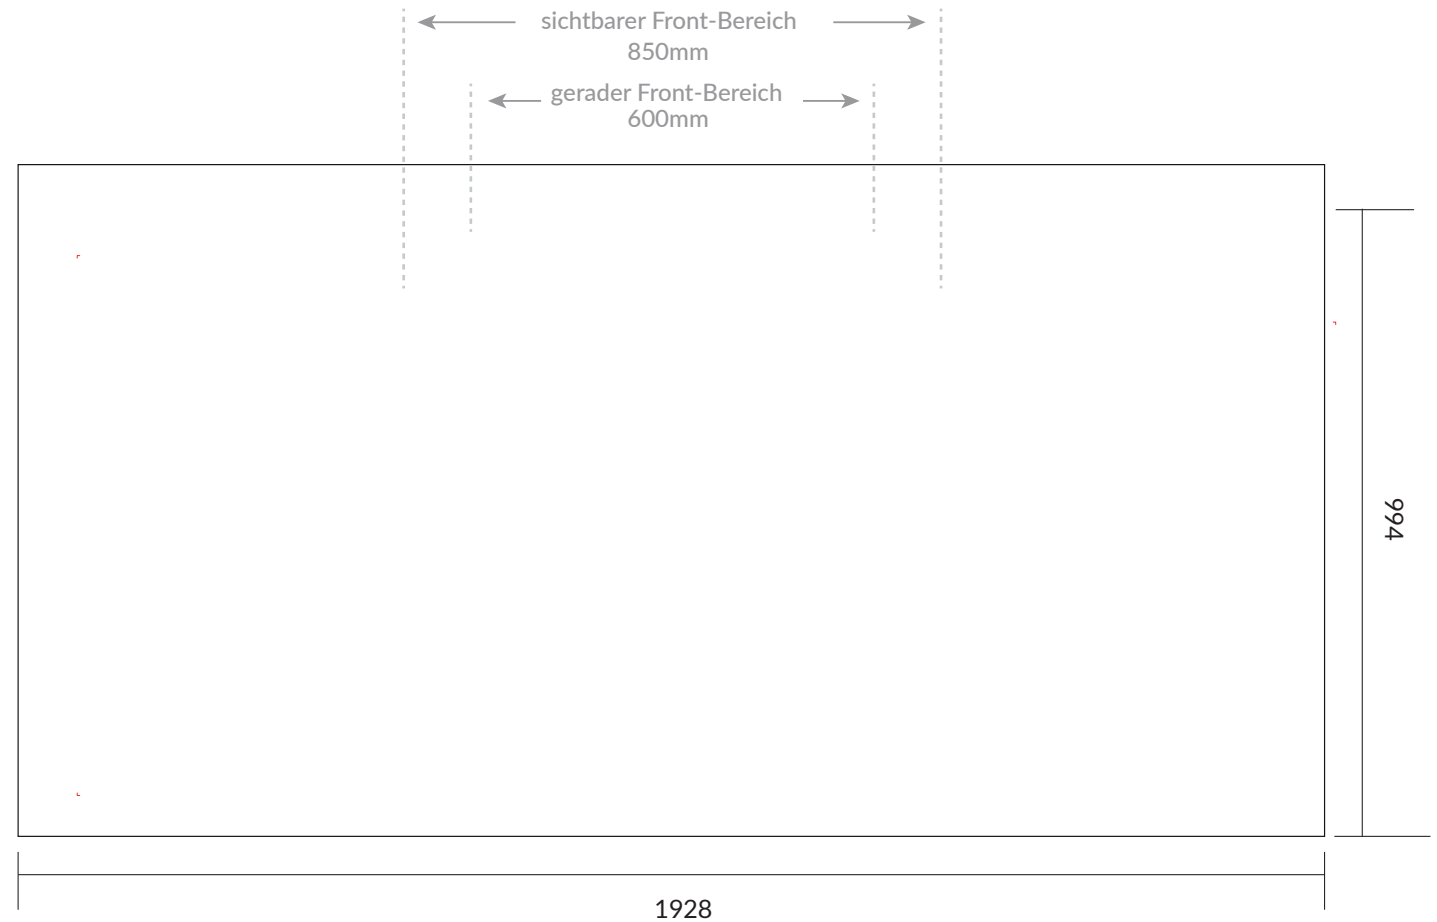 sichtbarer Front-Bereich
850mm
gerader Front-Bereich
600mm
994
1928